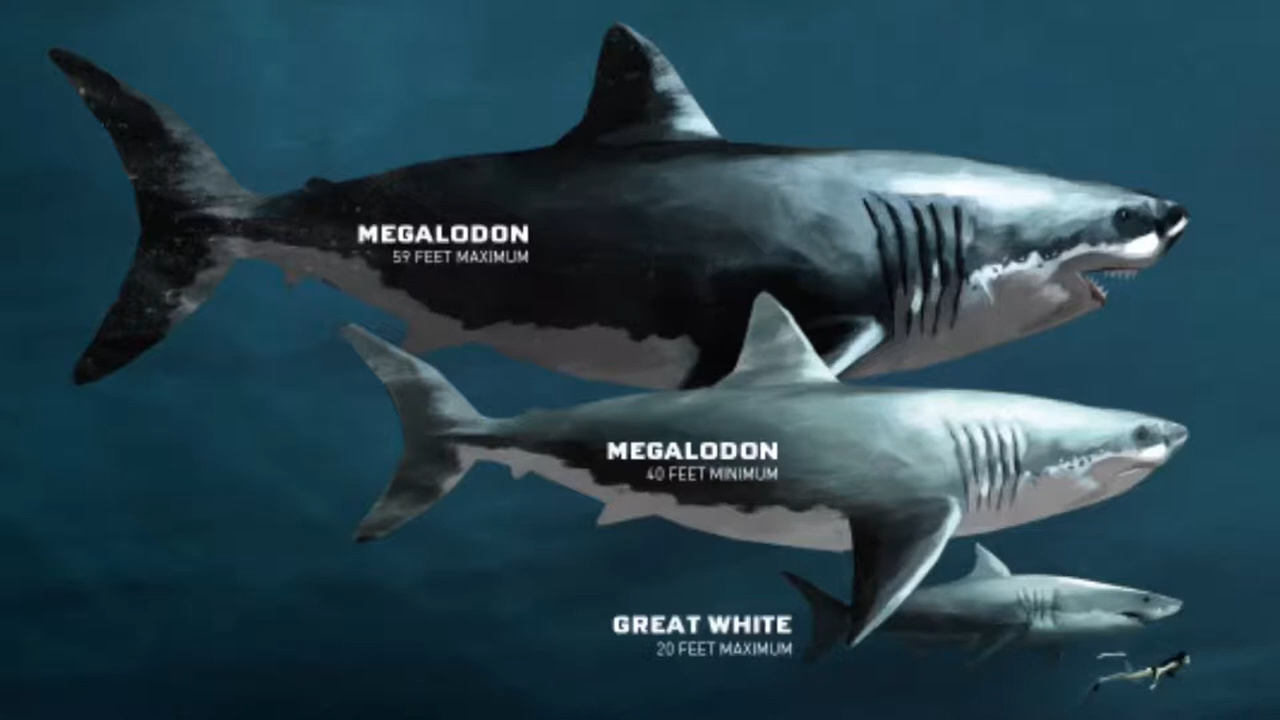 MEGALODON
59 FEET MAXIMUM
MEGALODON
40 FEET MINIMUM
GREAT WHITE
20 FEET MAXIMUM